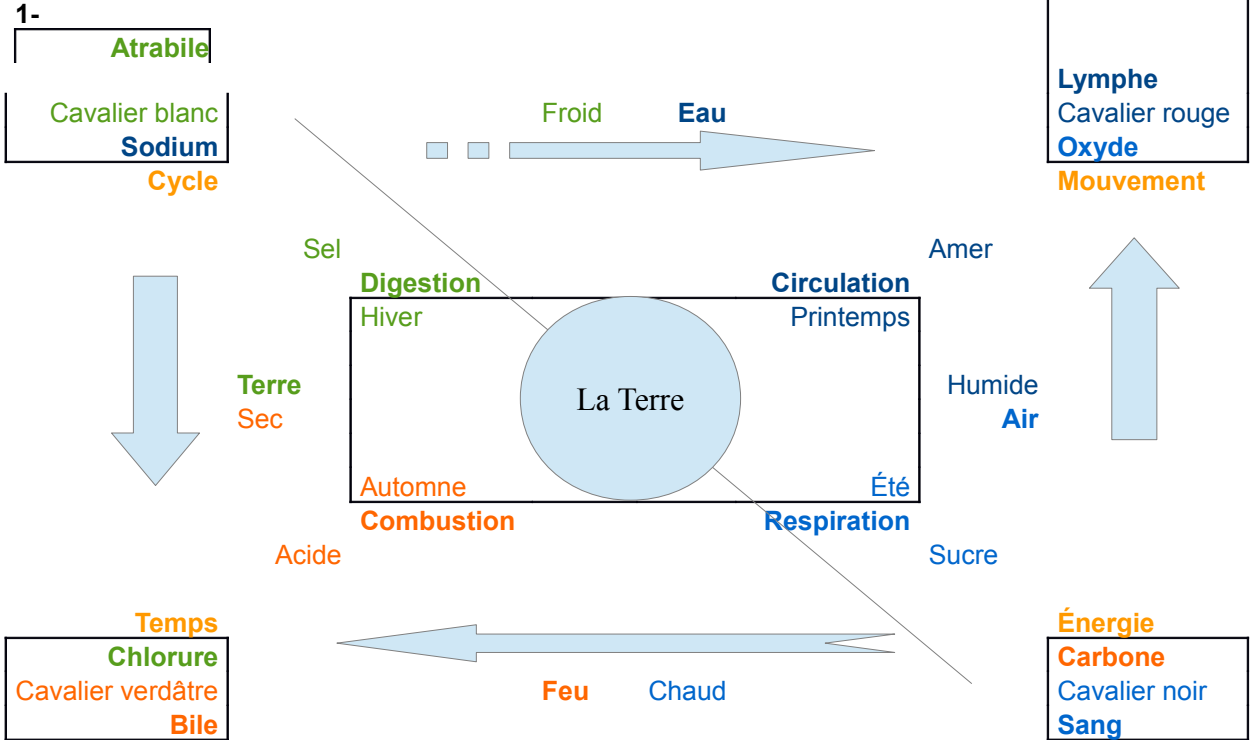 1-
Atrabile
Cavalier blanc
Sodium
Cycle
Froid Eau
Lymphe
Cavalier rouge
Oxyde
Mouvement
Sel
Amer
Digestion
Circulation
Hiver
Printemps
Terre
Sec
La Terre
Humide
Air
Automne
Été
Combustion
Respiration
Acide
Sucre
Temps
Chlorure
Cavalier verdâtre
Bile
Feu Chaud
Énergie
Carbone
Cavalier noir
Sang